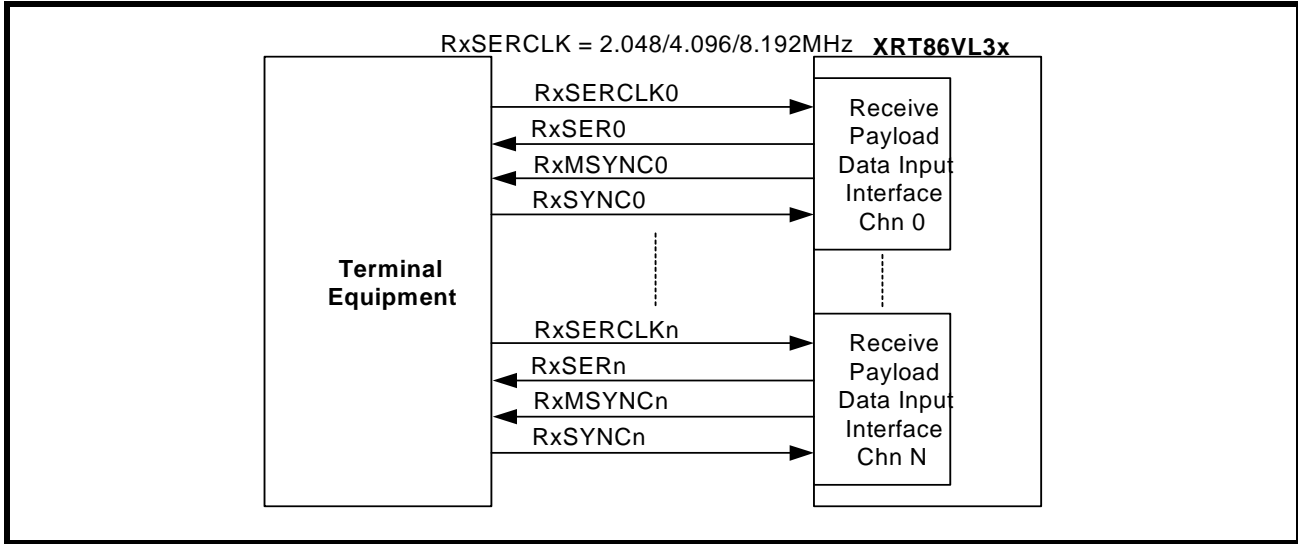 RxSERCLK = 2.048/4.096/8.192MHz XRT86VL3x
RxSERCLK0
RxSER0
RxMSYNC0
RxSYNC0
Receive
Payload
Data Input
Interface
Chn 0
Terminal
Equipment
RxSERCLKn
RxSERn
RxMSYNCn
RxSYNCn
Receive
Payload
Data Input
Interface
Chn N